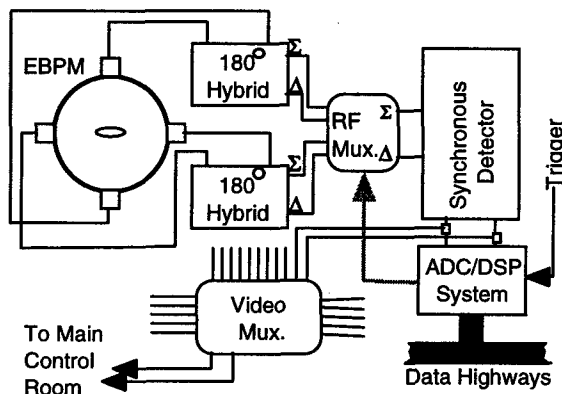 EBPM
180°
Hybrid
Σ
Δ
180°
Hybrid
Σ
Δ
RF
Mux.
Σ
Δ
Synchronous
Detector
Trigger
ADC/DSP
System
Video
Mux.
To Main
Control
Room
Data Highways